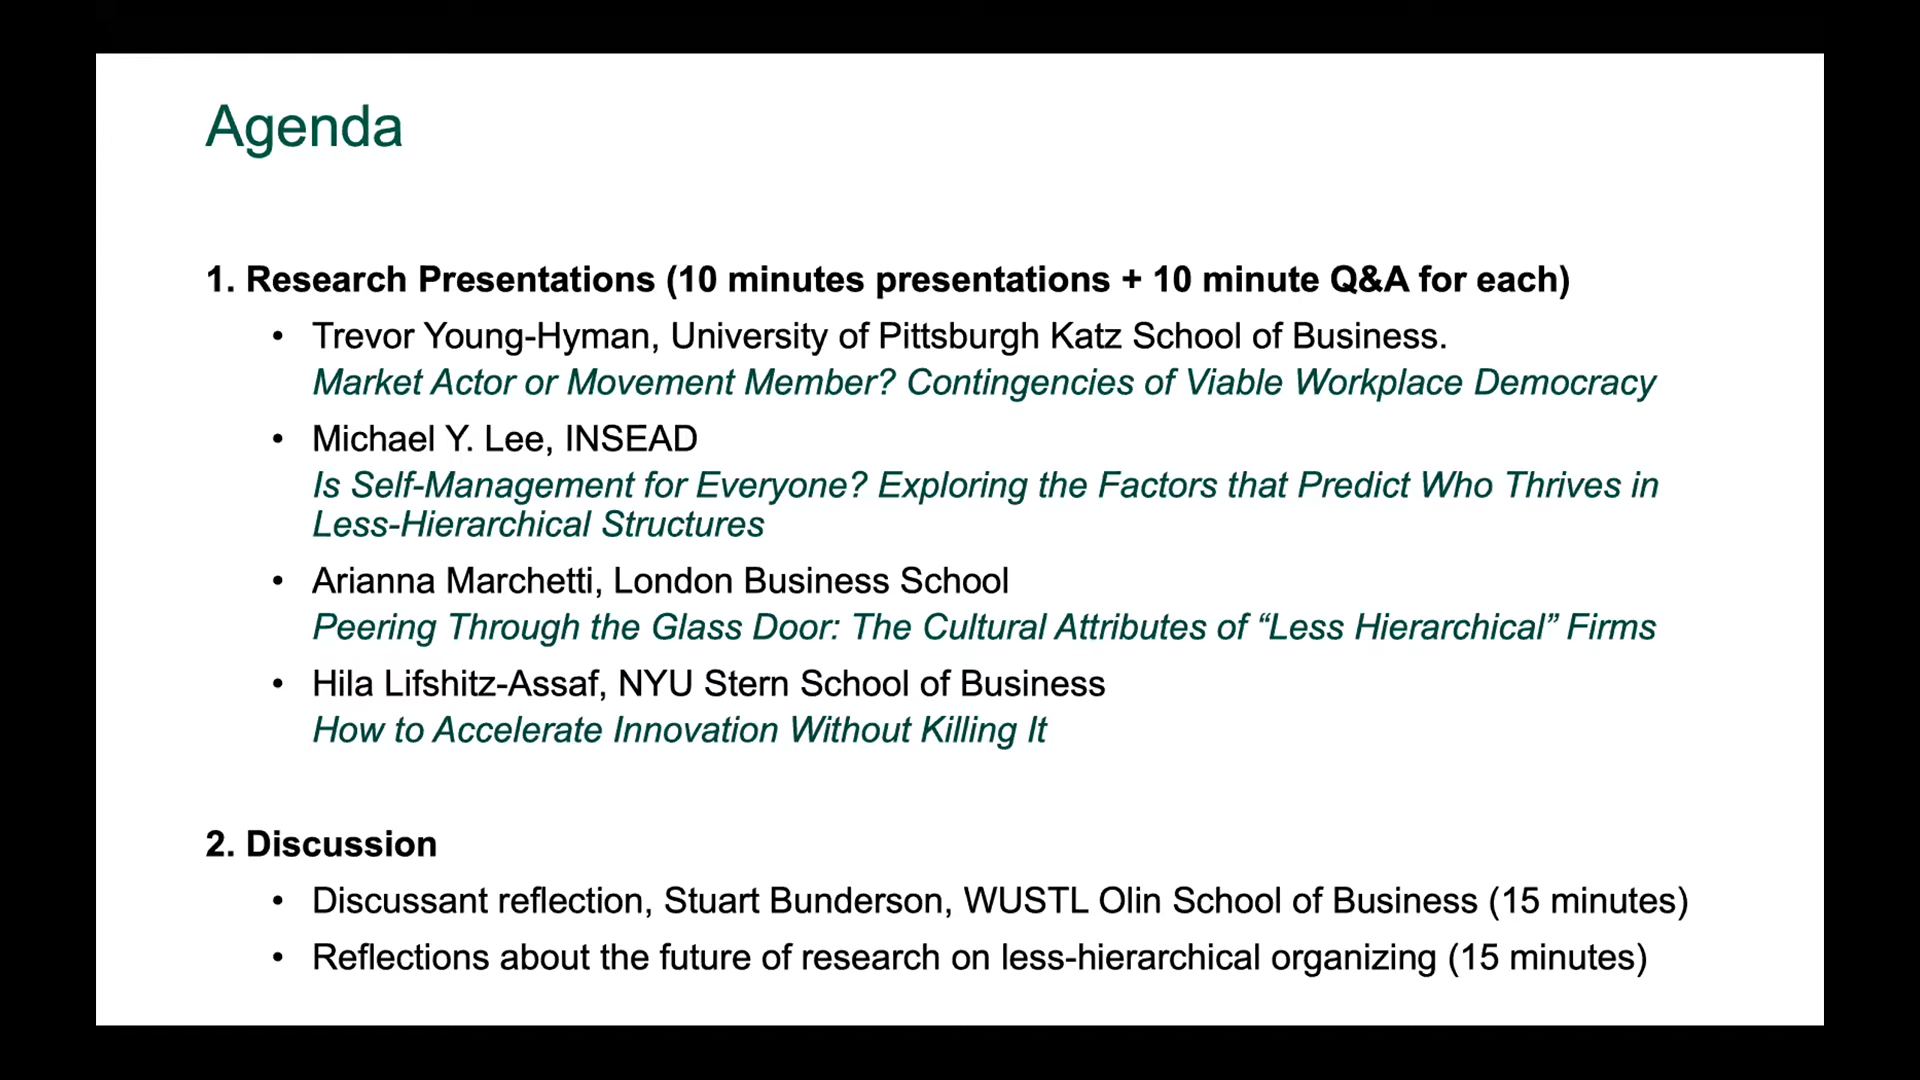 Agenda
1. Research Presentations (10 minutes presentations + 10 minute Q&A for each)
• Trevor Young-Hyman, University of Pittsburgh Katz School of Business.
Market Actor or Movement Member? Contingencies of Viable Workplace Democracy
• Michael Y. Lee, INSEAD
Is Self-Management for Everyone? Exploring the Factors that Predict Who Thrives in
Less-Hierarchical Structures
• Arianna Marchetti, London Business School
Peering Through the Glass Door: The Cultural Attributes of “Less Hierarchical” Firms
• Hila Lifshitz-Assaf, NYU Stern School of Business
How to Accelerate Innovation Without Killing It
2. Discussion
• Discussant reflection, Stuart Bunderson, WUSTL Olin School of Business (15 minutes)
• Reflections about the future of research on less-hierarchical organizing (15 minutes)